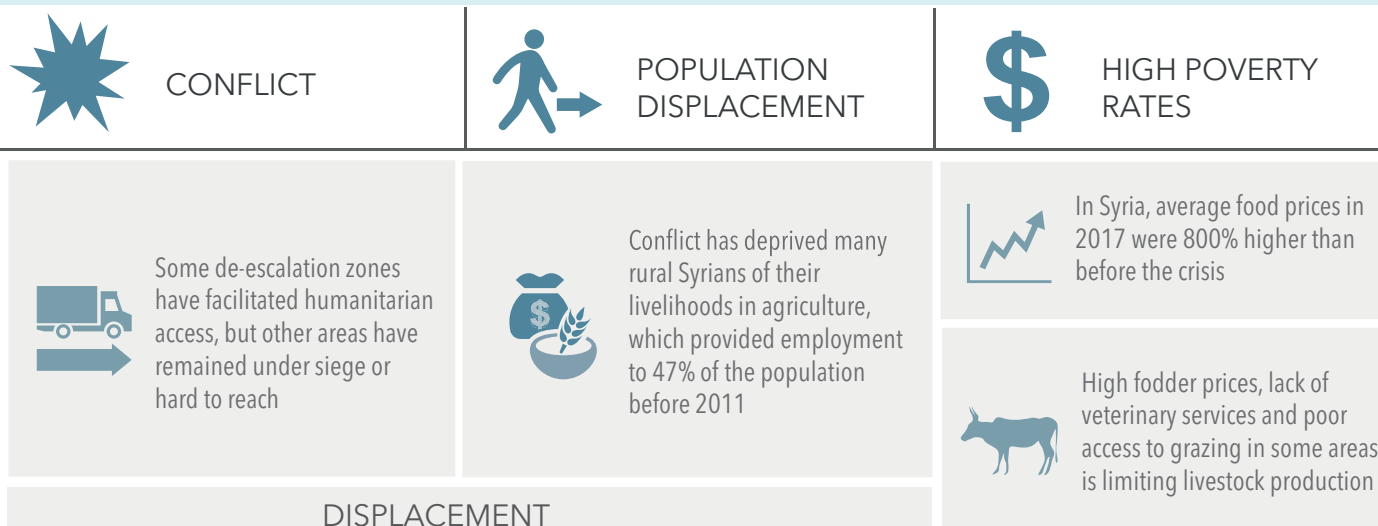 CONFLICT
POPULATION
DISPLACEMENT
$
HIGH POVERTY
RATES
Some de-escalation zones
have facilitated humanitarian
access, but other areas have
remained under siege or
hard to reach
$
Conflict has deprived many
rural Syrians of their
livelihoods in agriculture,
which provided employment
to 47% of the population
before 2011
In Syria, average food prices in
2017 were 800% higher than
before the crisis
High fodder prices, lack of
veterinary services and poor
access to grazing in some areas
is limiting livestock production
DISPLACEMENT